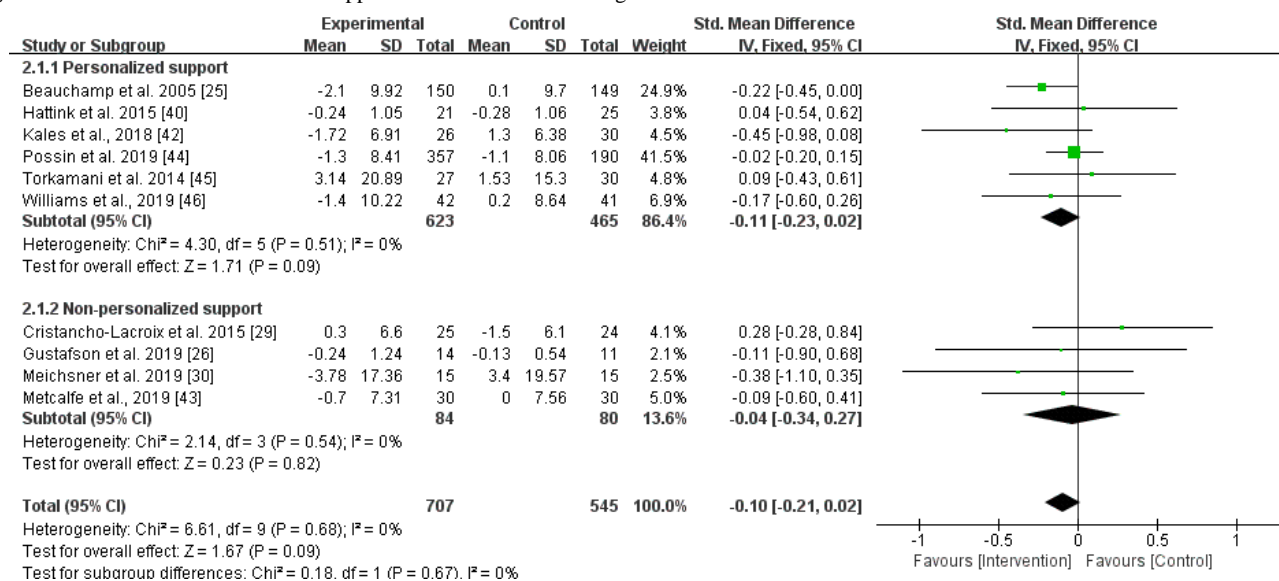 Experimental Control Std. Mean Difference Std. Mean Difference
Study or Subgroup Mean SD Total Mean SD Total Weight IV, Fixed, 95% CI IV, Fixed, 95% CI
2.1.1 Personalized support
Beauchamp et al. 2005 [25] -2.1 9.92 150 0.1 9.7 149 24.9% -0.22 [-0.45, 0.00]
Hattink et al. 2015 [40] -0.24 1.05 21 -0.28 1.06 25 3.8% 0.04 [-0.54, 0.62]
Kales et al., 2018 [42] -1.72 6.91 26 1.3 6.38 30 4.5% -0.45 [-0.98, 0.08]
Possin et al. 2019 [44] -1.3 8.41 357 -1.1 8.06 190 41.5% -0.02 [-0.20, 0.15]
Torkamani et al. 2014 [45] 3.14 20.89 27 1.53 15.3 30 4.8% 0.09 [-0.43, 0.61]
Williams et al., 2019 [46] -1.4 10.22 42 0.2 8.64 41 6.9% -0.17 [-0.60, 0.26]
Subtotal (95% CI) 623 465 86.4% -0.11 [-0.23, 0.02]
Heterogeneity: Chi² = 4.30, df = 5 (P = 0.51); I² = 0%
Test for overall effect: Z = 1.71 (P = 0.09)
2.1.2 Non-personalized support
Cristancho-Lacroix et al. 2015 [29] 0.3 6.6 25 -1.5 6.1 24 4.1% 0.28 [-0.28, 0.84]
Gustafson et al. 2019 [26] -0.24 1.24 14 -0.13 0.54 11 2.1% -0.11 [-0.90, 0.68]
Meichsner et al. 2019 [30] -3.78 17.36 15 3.4 19.57 15 2.5% -0.38 [-1.10, 0.35]
Metcalfe et al., 2019 [43] -0.7 7.31 30 0 7.56 30 5.0% -0.09 [-0.60, 0.41]
Subtotal (95% CI) 84 80 13.6% -0.04 [-0.34, 0.27]
Heterogeneity: Chi² = 2.14, df = 3 (P = 0.54); I² = 0%
Test for overall effect: Z = 0.23 (P = 0.82)
Total (95% CI) 707 545 100.0% -0.10 [-0.21, 0.02]
Heterogeneity: Chi² = 6.61, df = 9 (P = 0.68); I² = 0%
Test for overall effect: Z = 1.67 (P = 0.09)
Test for subgroup differences: Chi² = 0.18, df = 1 (P = 0.67), I² = 0%
-1 -0.5 0 0.5 1
Favours [Intervention] Favours [Control]